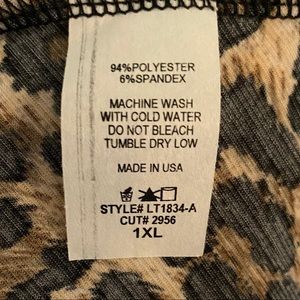 94%POLYESTER
6%SPANDEX
MACHINE WASH
WITH COLD WATER
DO NOT BLEACH
TUMBLE DRY LOW
MADE IN USA
STYLE# LT1834-A
CUT# 2956
1XL